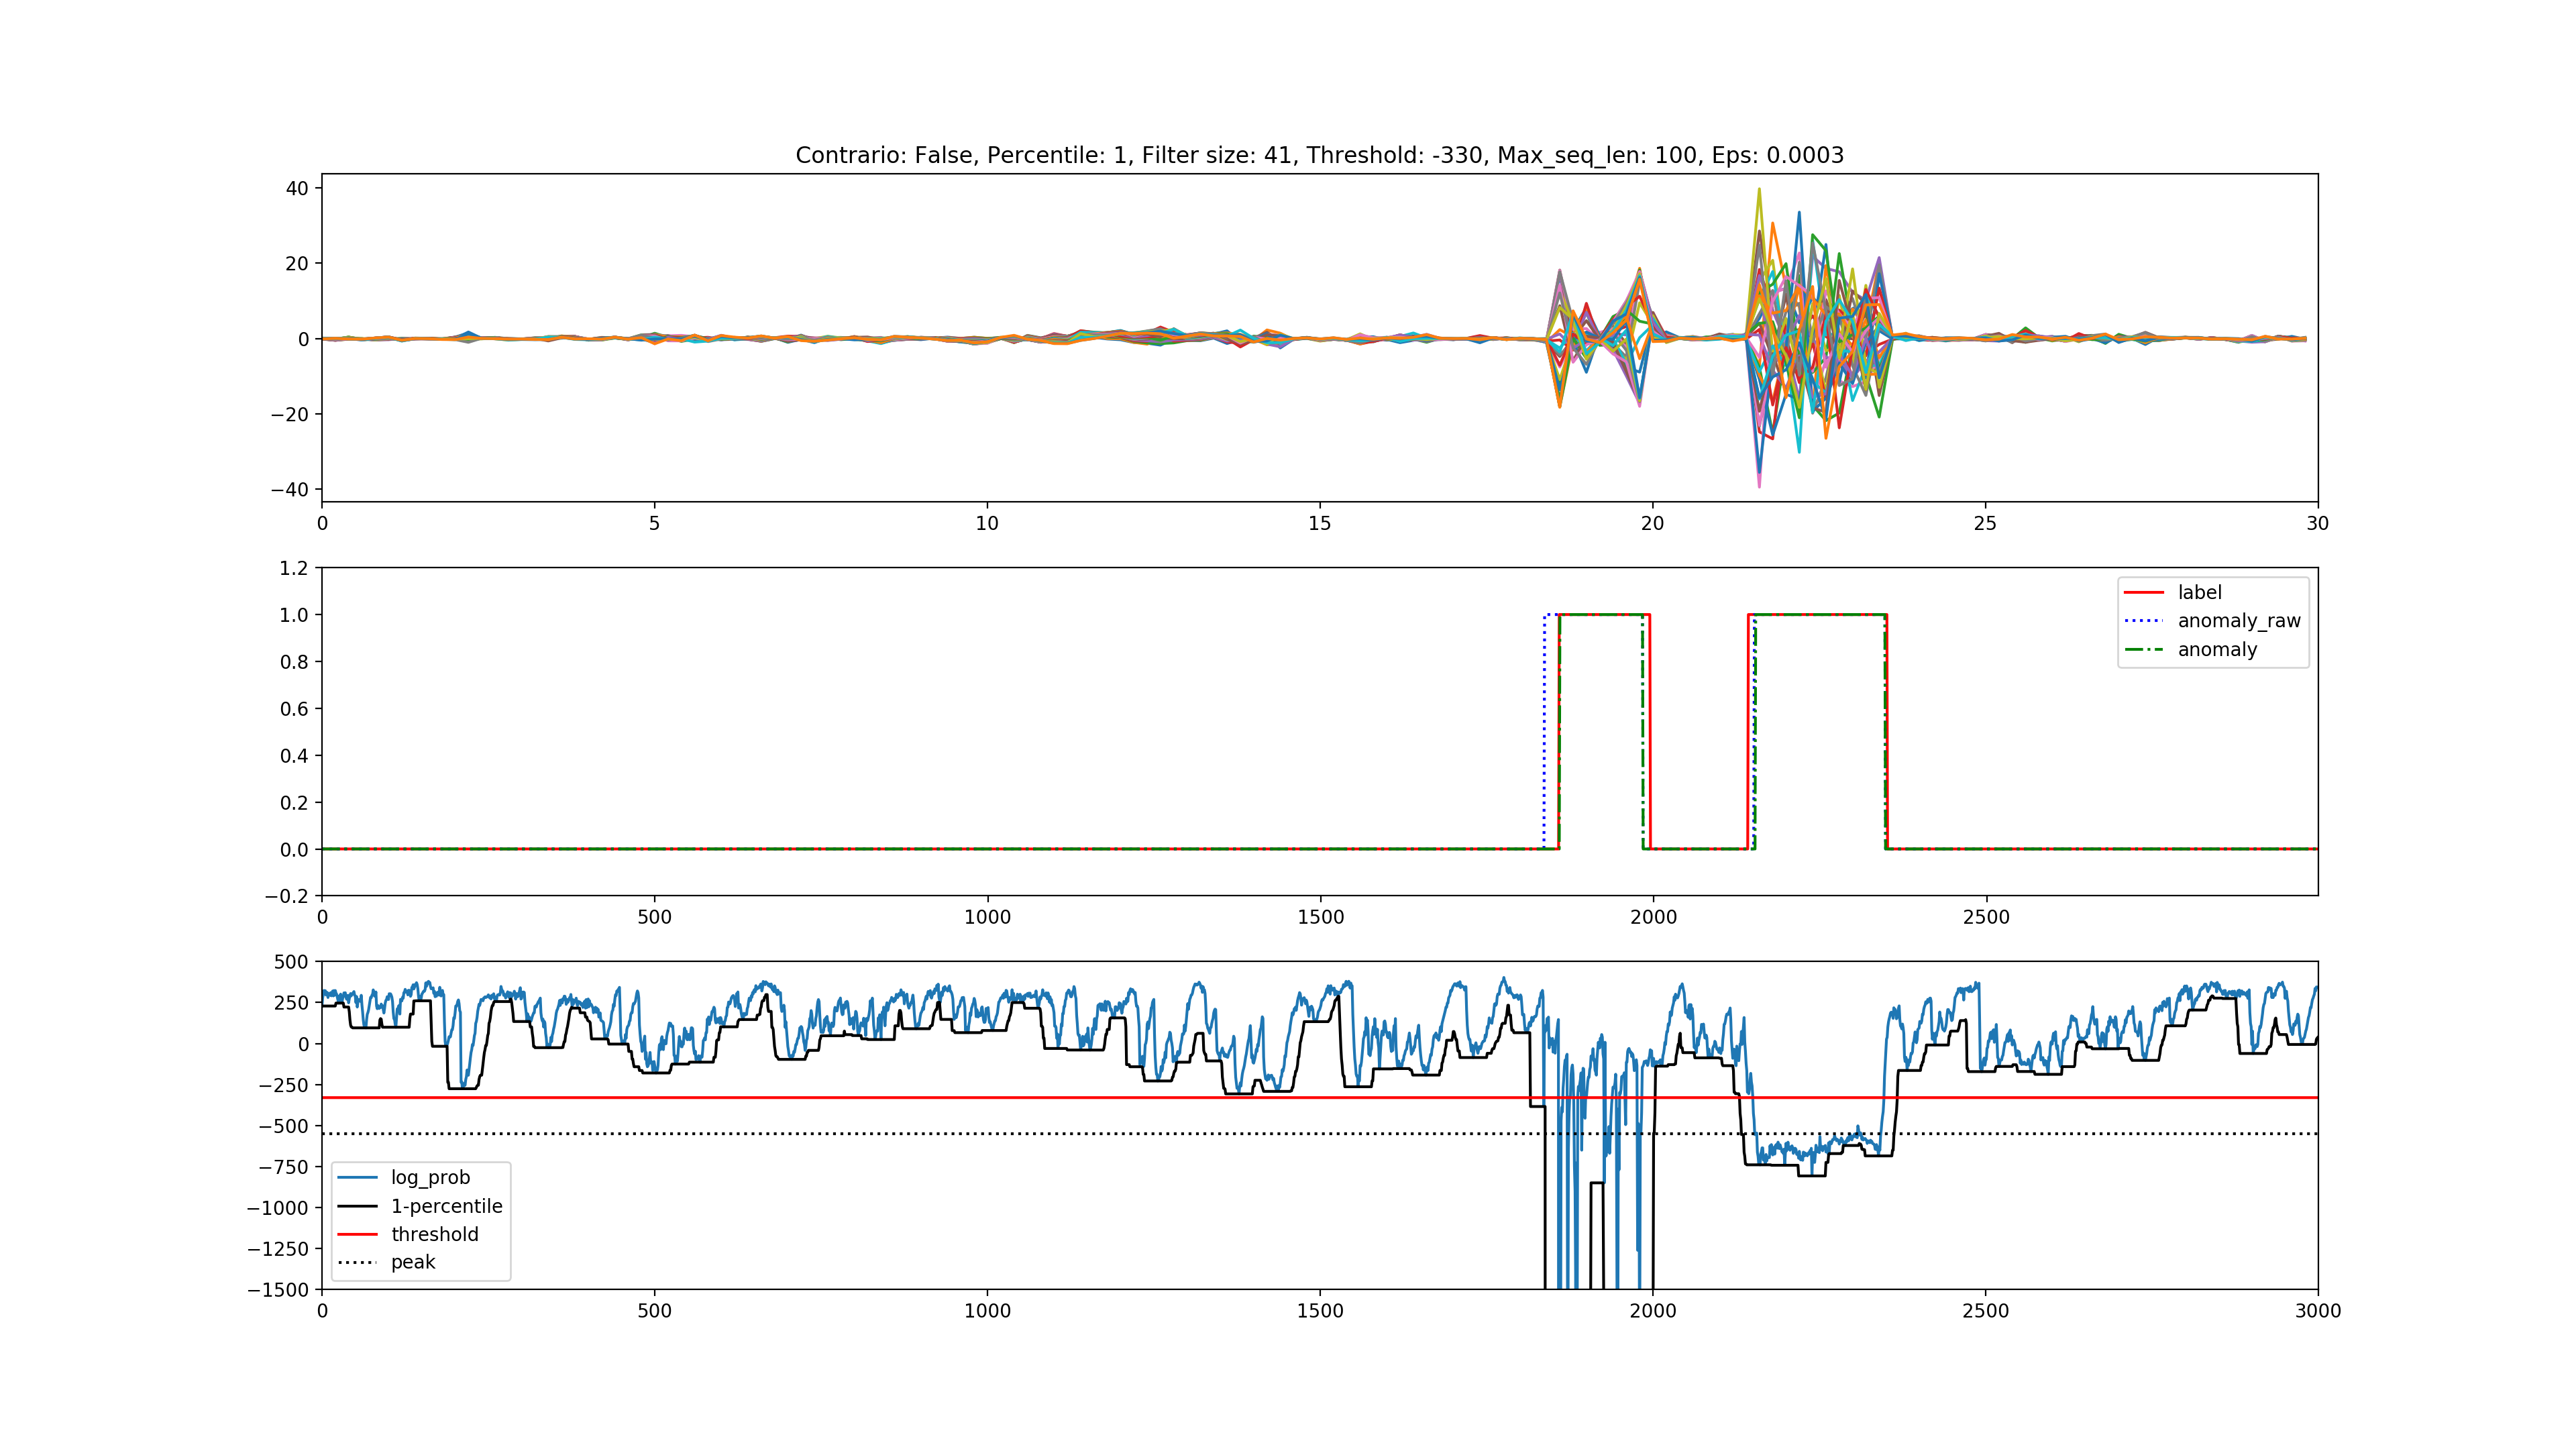 Contrario: False, Percentile: 1, Filter size: 41, Threshold: -330, Max_seq_len: 100, Eps: 0.0003
40
20
0
−20
−40
0 5 10 15 20 25 30
1.2
1.0
0.8
0.6
0.4
0.2
0.0
−0.2
label
anomaly_raw
anomaly
0 500 1000 1500 2000 2500
500
250
0
−250
−500
−750
−1000
−1250
−1500
log_prob
1-percentile
threshold
peak
0 500 1000 1500 2000 2500 3000